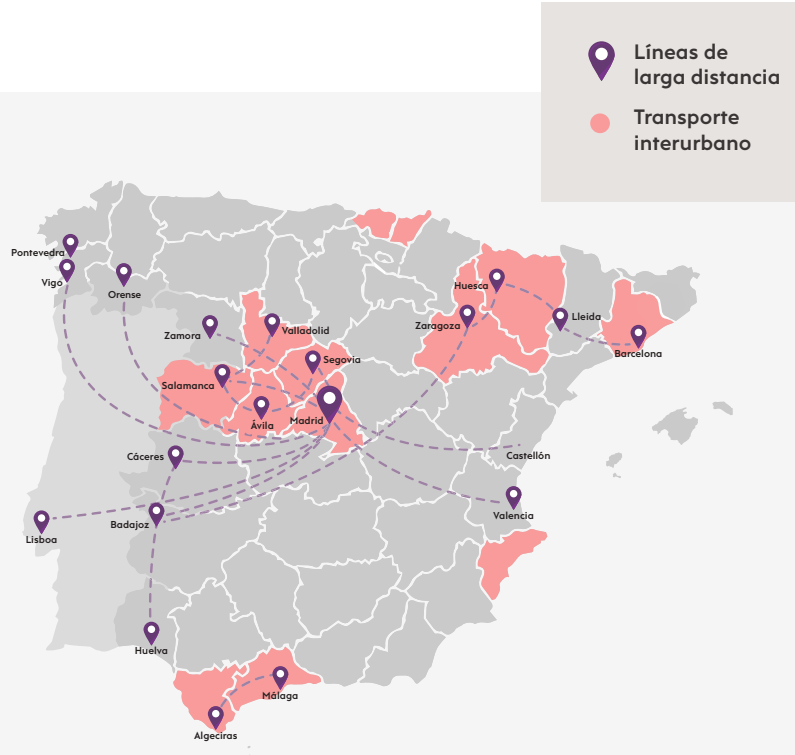 Líneas de
larga distancia
Transporte
interurbano
Pontevedra
Vigo
Orense
Huesca
Zaragoza
Lleida
Zamora
Valladolid
Barcelona
Segovia
Salamanca
Ávila
Madrid
Cáceres
Castellón
Badajoz
Valencia
Lisboa
Huelva
Málaga
Algeciras